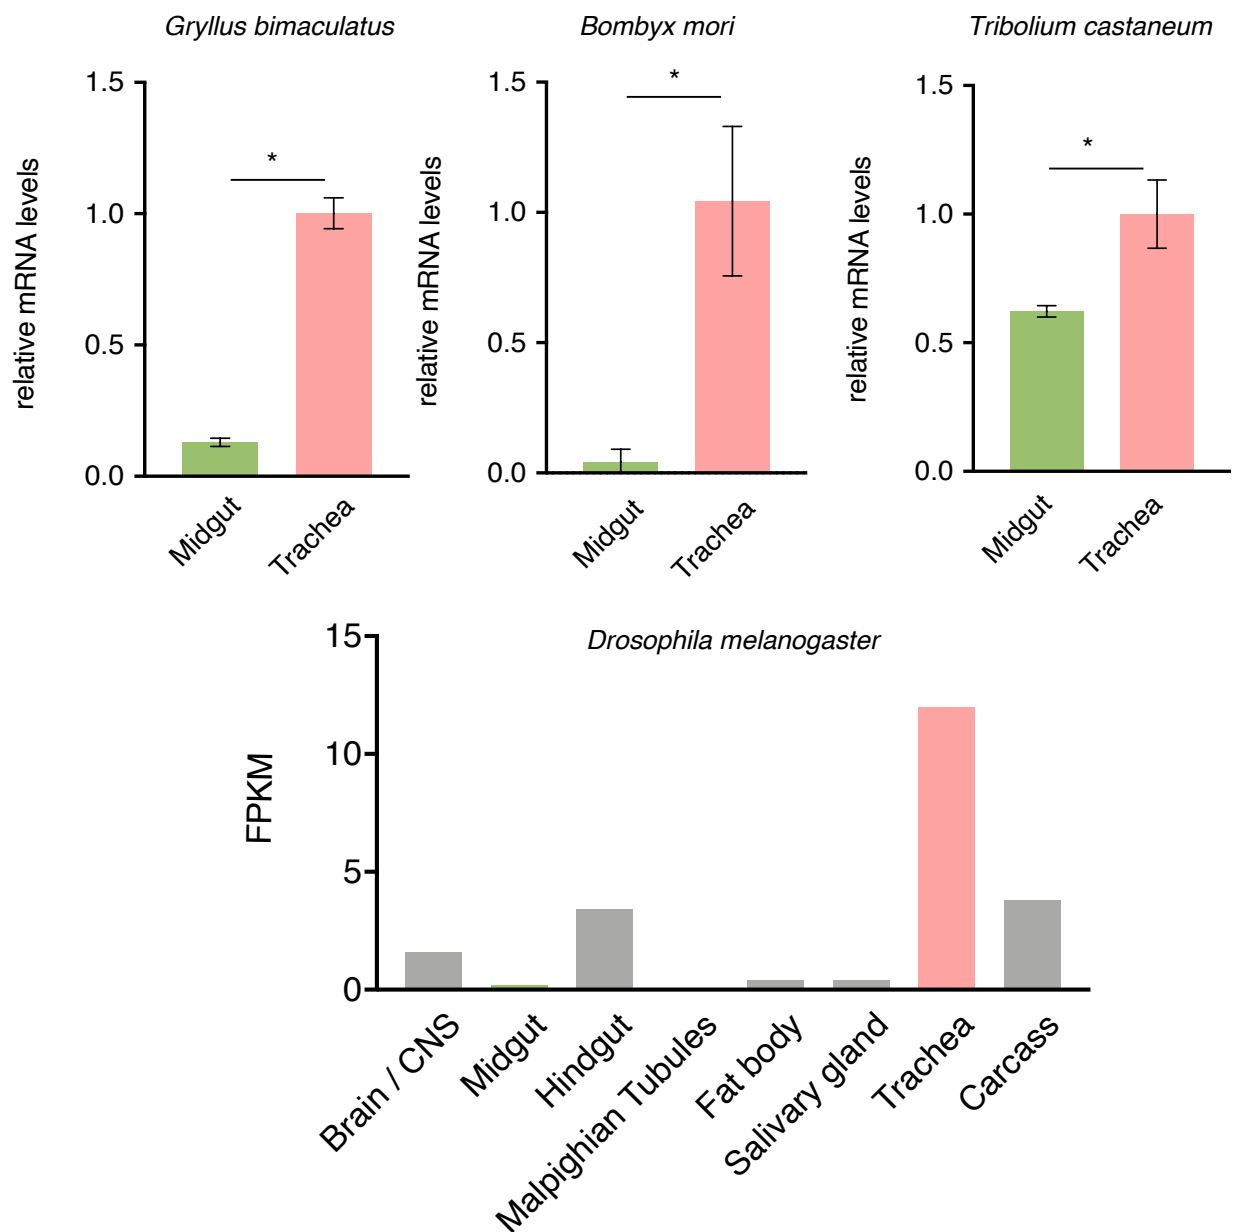 Gryllus bimaculatus
relative mRNA levels
1.5
1.0
0.5
0.0
*
Midgut
Trachea
Bombyx mori
relative mRNA levels
1.5
1.0
0.5
0.0
*
Midgut
Trachea
Tribolium castaneum
relative mRNA levels
1.5
1.0
0.5
0.0
*
Midgut
Trachea
Drosophila melanogaster
FPKM
15
10
5
0
Brain / CNS
Midgut
Hindgut
Malpighian Tubules
Fat body
Salivary gland
Trachea
Carcass